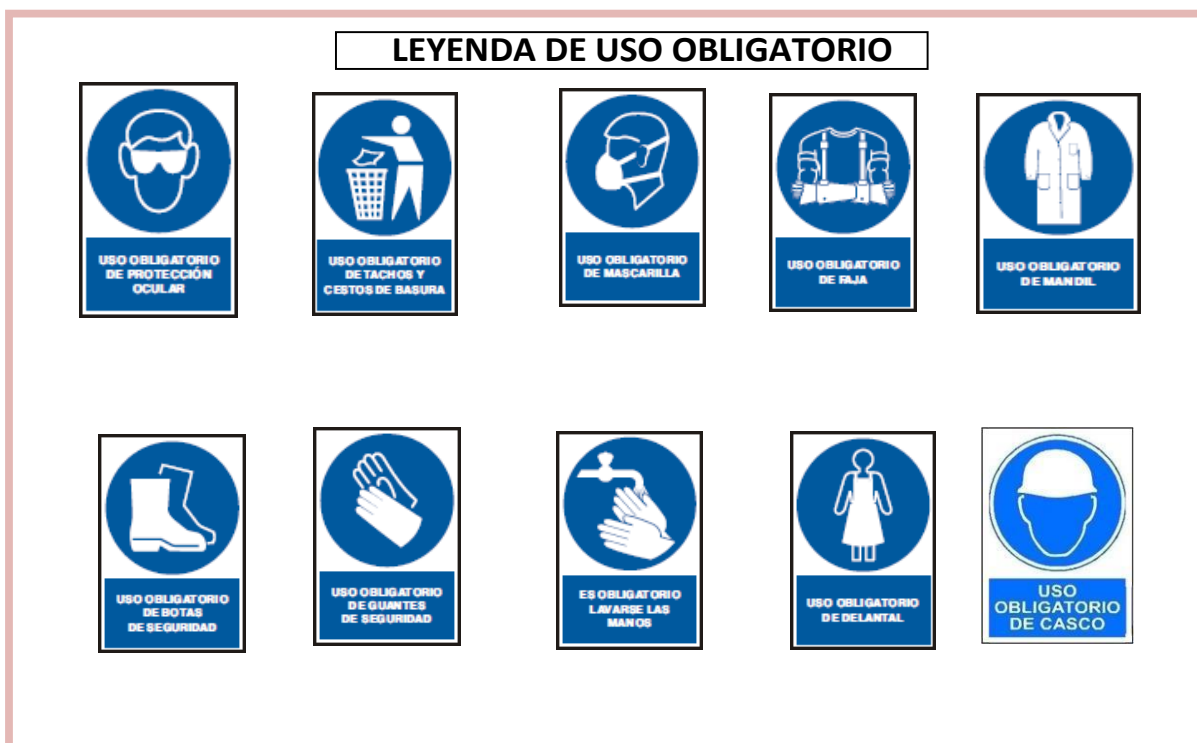 LEYENDA DE USO OBLIGATORIO
USO OBLIGATORIO
DE PROTECCIÓN
OCULAR
USO OBLIGATORIO
DE TACHOS Y
CESTOS DE BASURA
USO OBLIGATORIO
DE MASCARILLA
USO OBLIGATORIO
DE FAJA
USO OBLIGATORIO
DE MANDIL
USO OBLIGATORIO
DE BOTAS
DE SEGURIDAD
USO OBLIGATORIO
DE GUANTES
DE SEGURIDAD
ES OBLIGATORIO
LAVARSE LAS
MANOS
USO OBLIGATORIO
DE DELANTAL
USO
OBLIGATORIO
DE CASCO